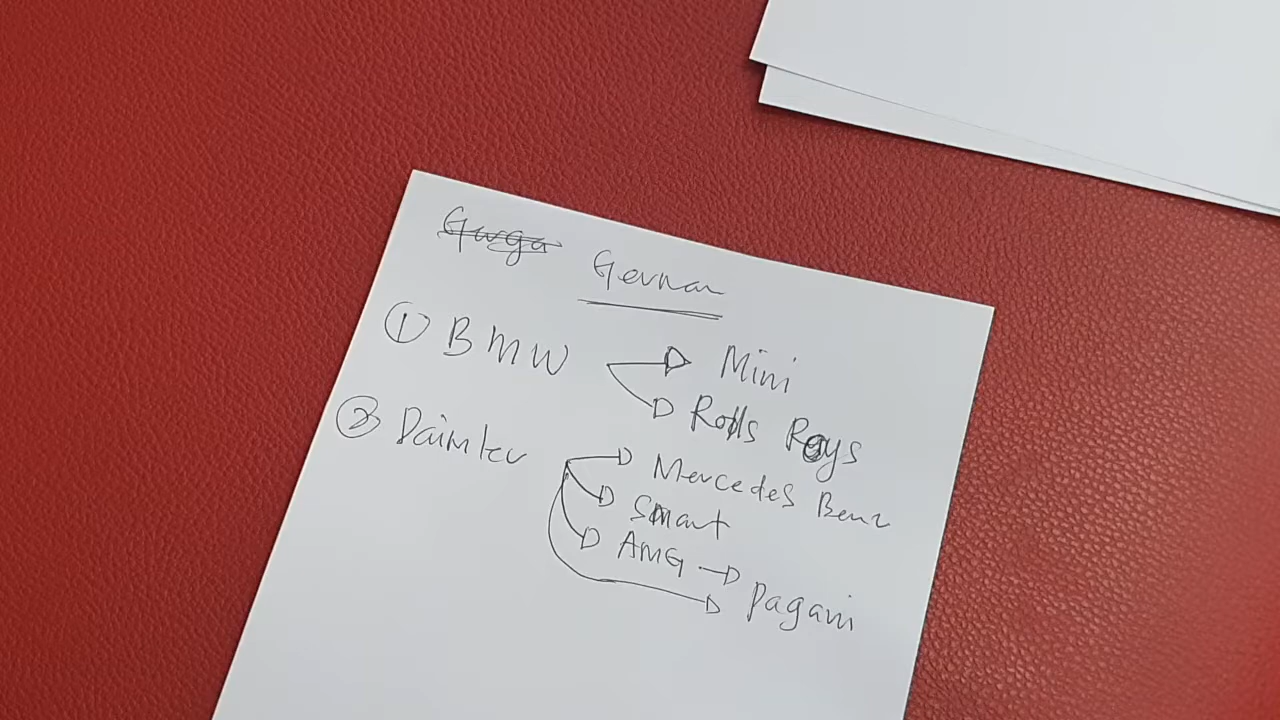 German
① BMW → Mini
→ Rolls Roys
② Daimler → Mercedes Benz
→ Smart
→ AMG → Pagani